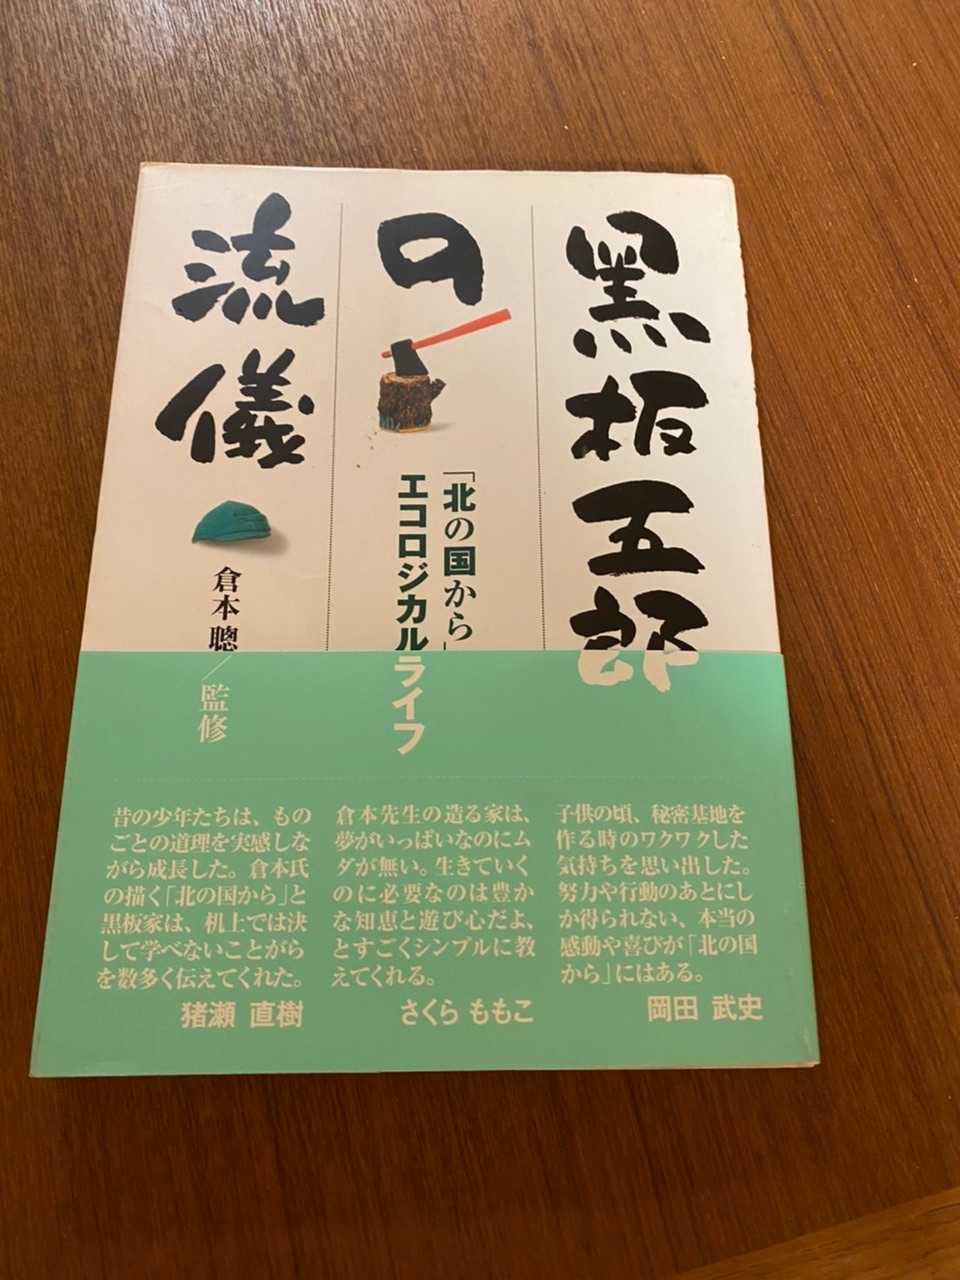 黒板五郎
の
流儀
「北の国から」
エコロジカルライフ
倉本聰／監修
子供の頃、秘密基地を
作る時のワクワクした
気持ちを思い出した。
努力や行動のあとにし
か得られない、本当の
感動や喜びが「北の国
から」にはある。
岡田 武史
倉本先生の造る家は、
夢がいっぱいなのにム
ダが無い。生きていく
のに必要なのは豊か
な知恵と遊び心だよ、
とすごくシンプルに教
えてくれる。
さくら ももこ
昔の少年たちは、もの
ごとの道理を実感しな
がら成長した。倉本氏
の描く「北の国から」と
黒板家は、机上では決
して学べないことがら
を数多く伝えてくれた。
猪瀬 直樹